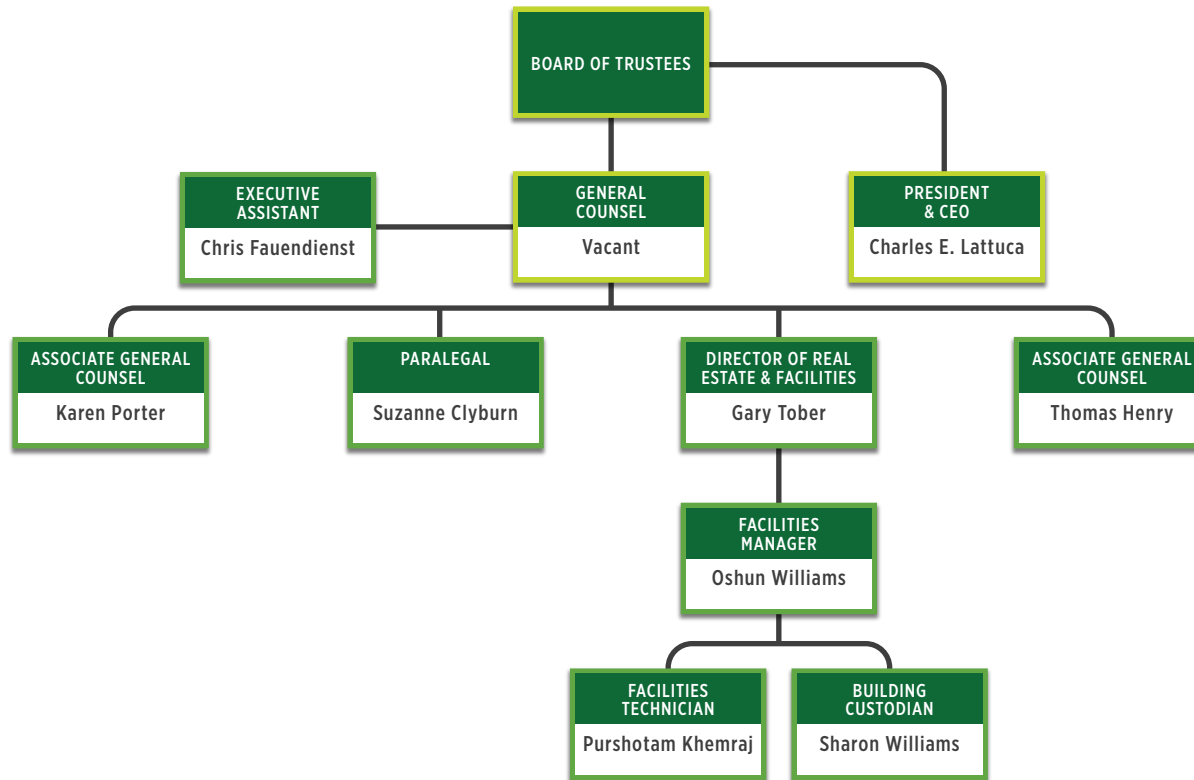 BOARD OF TRUSTEES
EXECUTIVE
ASSISTANT
Chris Fauendienst
GENERAL
COUNSEL
Vacant
PRESIDENT
& CEO
Charles E. Lattuca
ASSOCIATE GENERAL
COUNSEL
Karen Porter
PARALEGAL
Suzanne Clyburn
DIRECTOR OF REAL
ESTATE & FACILITIES
Gary Tober
ASSOCIATE GENERAL
COUNSEL
Thomas Henry
FACILITIES
MANAGER
Oshun Williams
FACILITIES
TECHNICIAN
Purshotam Khemraj
BUILDING
CUSTODIAN
Sharon Williams